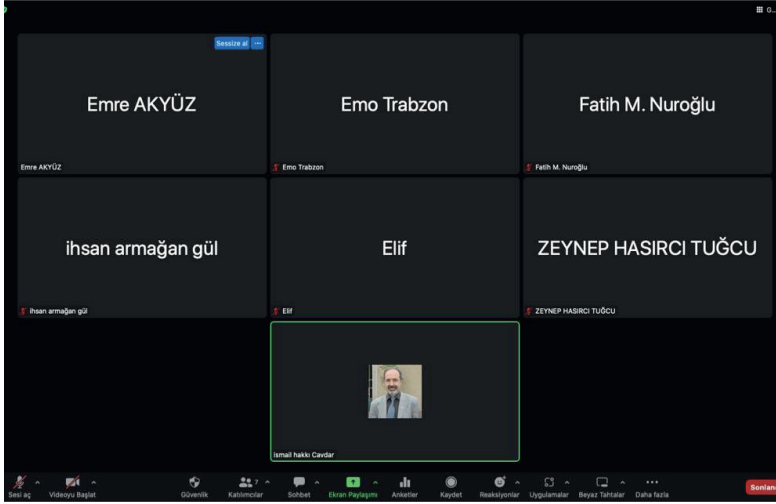 Sessize al
Emre AKYÜZ
Emo Trabzon
Fatih M. Nuroğlu
Emre AKYÜZ
Emo Trabzon
Fatih M. Nuroğlu
ihsan armağan gül
Elif
ZEYNEP HASIRCI TUĞCU
ihsan armağan gül
Elif
ZEYNEP HASIRCI TUĞCU
ismail hakkı Cavdar
7
Sesi aç
Videoyu Başlat
Güvenlik
Katılımcılar
Sohbet
Ekran Paylaşımı
Anketler
Kaydet
Reaksiyonlar
Uygulamalar
Beyaz Tahtalar
Daha fazla